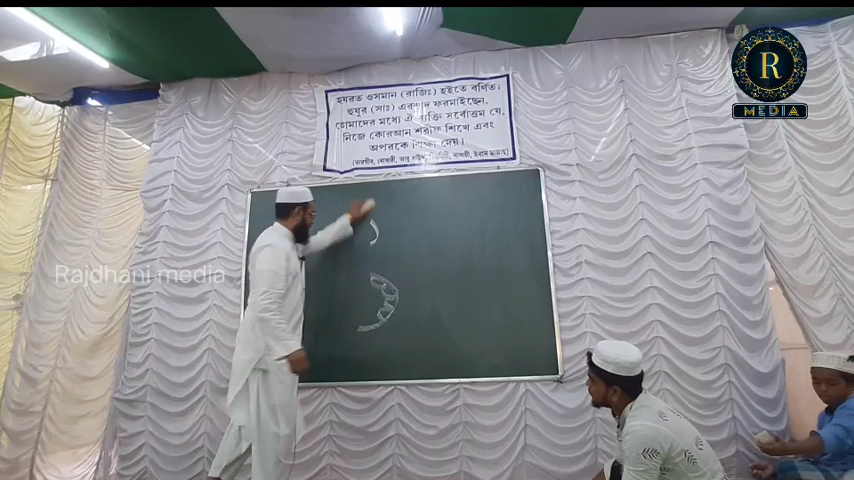 R
MEDIA
হযরত ওসমান (রাজিঃ) হইতে বর্ণিত;
হুযুর (সাঃ) এরশাদ ফরমাইছেন,
তোমাদের মধ্যে ঐ ব্যক্তি সর্বোত্তম যে,
নিজে কোরআন শরীফ শিখে এবং
অপরকে শিক্ষা দেয়।
Rajdhani media